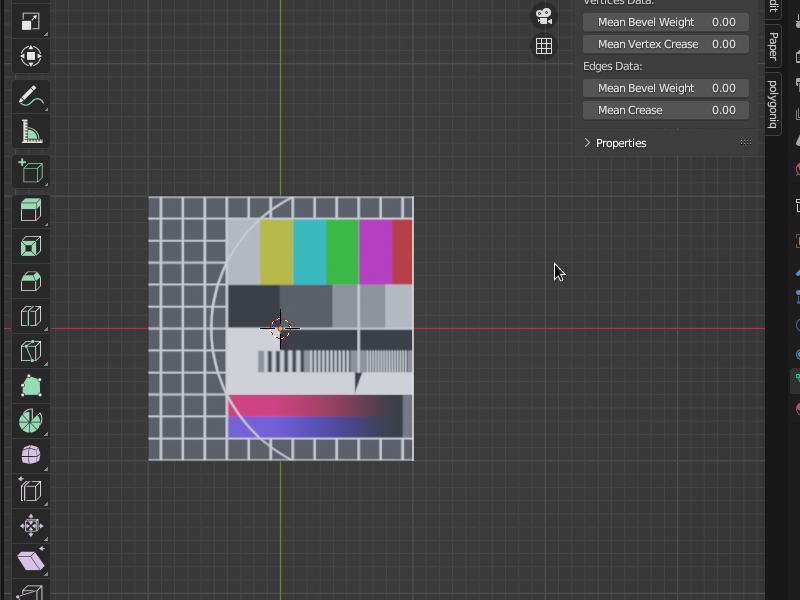 Vertices Data:
Mean Bevel Weight 0.00
Mean Vertex Crease 0.00
Edges Data:
Mean Bevel Weight 0.00
Mean Crease 0.00
Properties
Edit
Paper
polygoniq